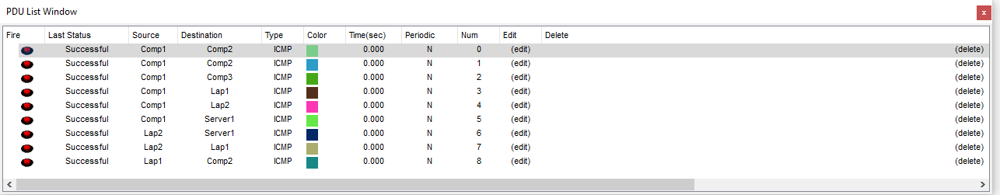 PDU List Window x
Fire Last Status Source Destination Type Color Time(sec) Periodic Num Edit Delete
Successful Comp1 Comp2 ICMP 0.000 N 0 (edit) (delete)
Successful Comp1 Comp2 ICMP 0.000 N 1 (edit) (delete)
Successful Comp1 Comp3 ICMP 0.000 N 2 (edit) (delete)
Successful Comp1 Lap1 ICMP 0.000 N 3 (edit) (delete)
Successful Comp1 Lap2 ICMP 0.000 N 4 (edit) (delete)
Successful Comp1 Server1 ICMP 0.000 N 5 (edit) (delete)
Successful Lap2 Server1 ICMP 0.000 N 6 (edit) (delete)
Successful Lap2 Lap1 ICMP 0.000 N 7 (edit) (delete)
Successful Lap1 Comp2 ICMP 0.000 N 8 (edit) (delete)